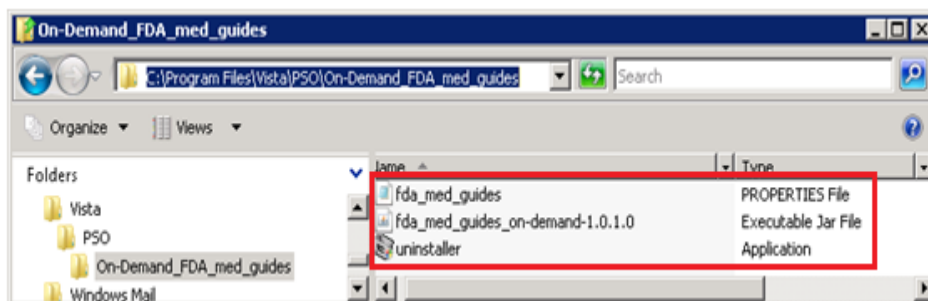 On-Demand_FDA_med_guides
C:\Program Files\Vista\PSO\On-Demand_FDA_med_guides
Search
Organize
Views
Folders
Name
Type
Vista
PSO
On-Demand_FDA_med_guides
Windows Mail
fda_med_guides PROPERTIES File
fda_med_guides_on-demand-1.0.1.0 Executable Jar File
uninstaller Application